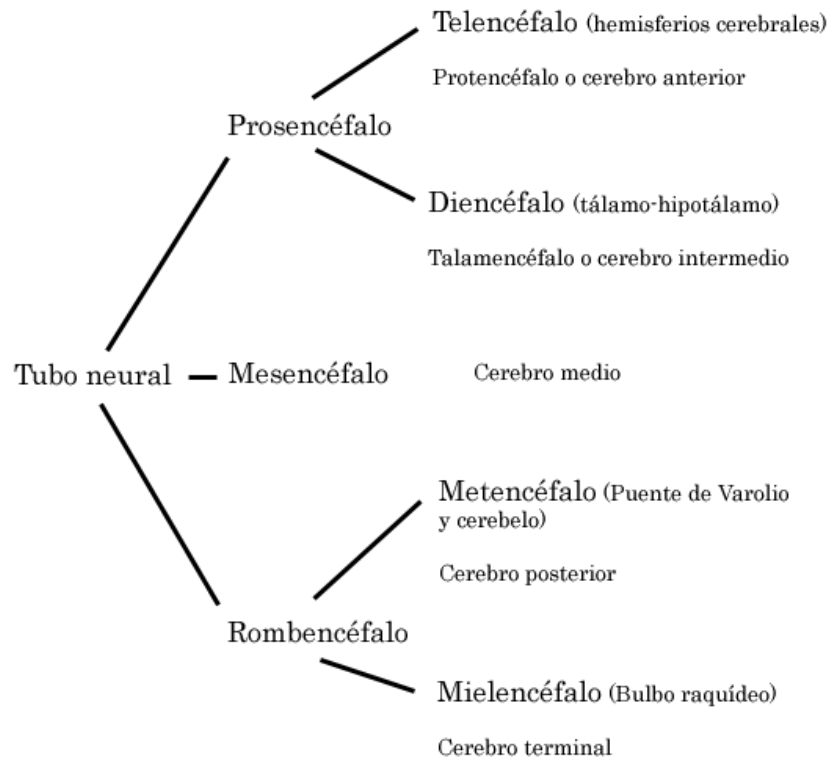 Telencéfalo (hemisferios cerebrales)
Protencéfalo o cerebro anterior
Prosencéfalo
Diencéfalo (tálamo-hipotálamo)
Talamencéfalo o cerebro intermedio
Tubo neural
Mesencéfalo
Cerebro medio
Metencéfalo (Puente de Varolio
y cerebelo)
Cerebro posterior
Rombencéfalo
Mielencéfalo (Bulbo raquídeo)
Cerebro terminal